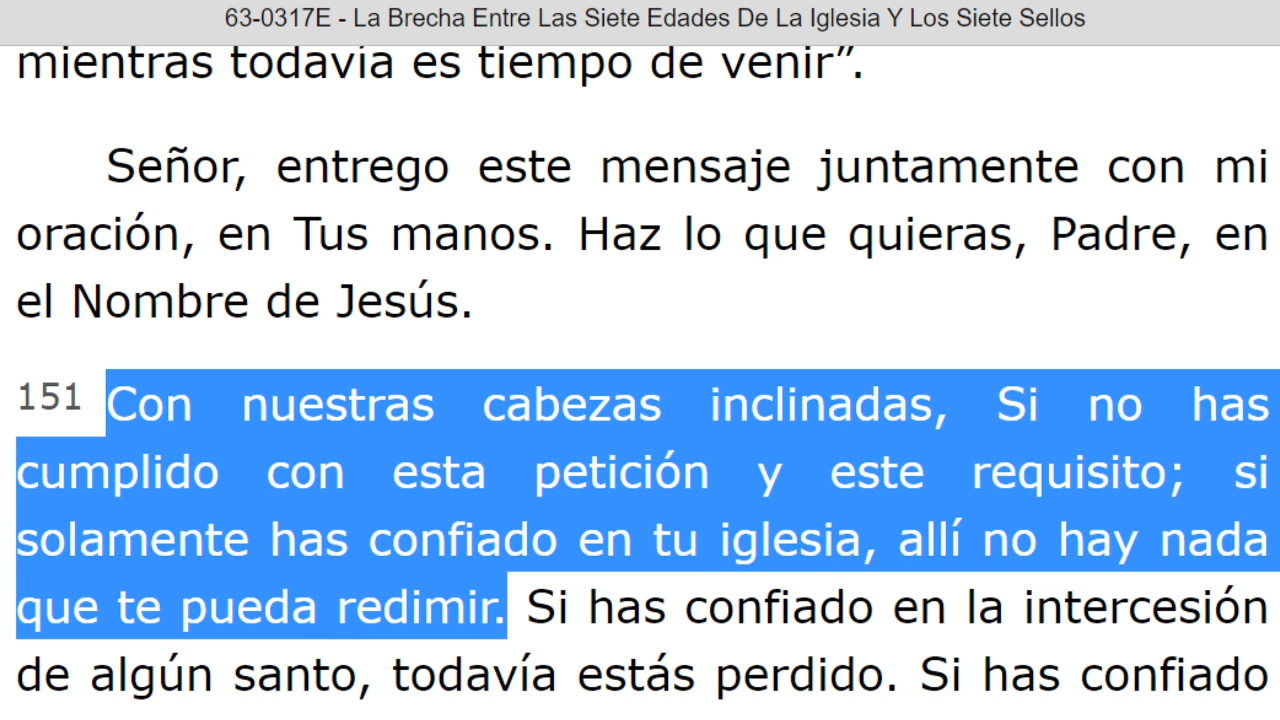 63-0317E - La Brecha Entre Las Siete Edades De La Iglesia Y Los Siete Sellos
mientras todavía es tiempo de venir”.
Señor, entrego este mensaje juntamente con mi
oración, en Tus manos. Haz lo que quieras, Padre, en
el Nombre de Jesús.
151 Con nuestras cabezas inclinadas, Si no has
cumplido con esta petición y este requisito; si
solamente has confiado en tu iglesia, allí no hay nada
que te pueda redimir. Si has confiado en la intercesión
de algún santo, todavía estás perdido. Si has confiado